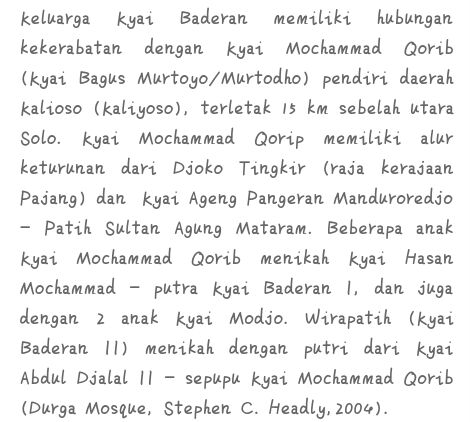 keluarga kyai Baderan memiliki hubungan
kekerabatan dengan kyai Mochammad Qorib
(kyai Bagus Murtoyo/Murtodho) pendiri daerah
kalioso (kaliyoso), terletak 15 km sebelah utara
Solo. kyai Mochammad Qorip memiliki alur
keturunan dari Djoko Tingkir (raja kerajaan
Pajang) dan kyai Ageng Pangeran Manduroredjo
– Patih Sultan Agung Mataram. Beberapa anak
kyai Mochammad Qorib menikah kyai Hasan
Mochammad – putra kyai Baderan I, dan juga
dengan 2 anak kyai Modjo. Wirapatih (kyai
Baderan II) menikah dengan putri dari kyai
Abdul Djalal II – sepupu kyai Mochammad Qorib
(Durga Mosque, Stephen C. Headly, 2004).